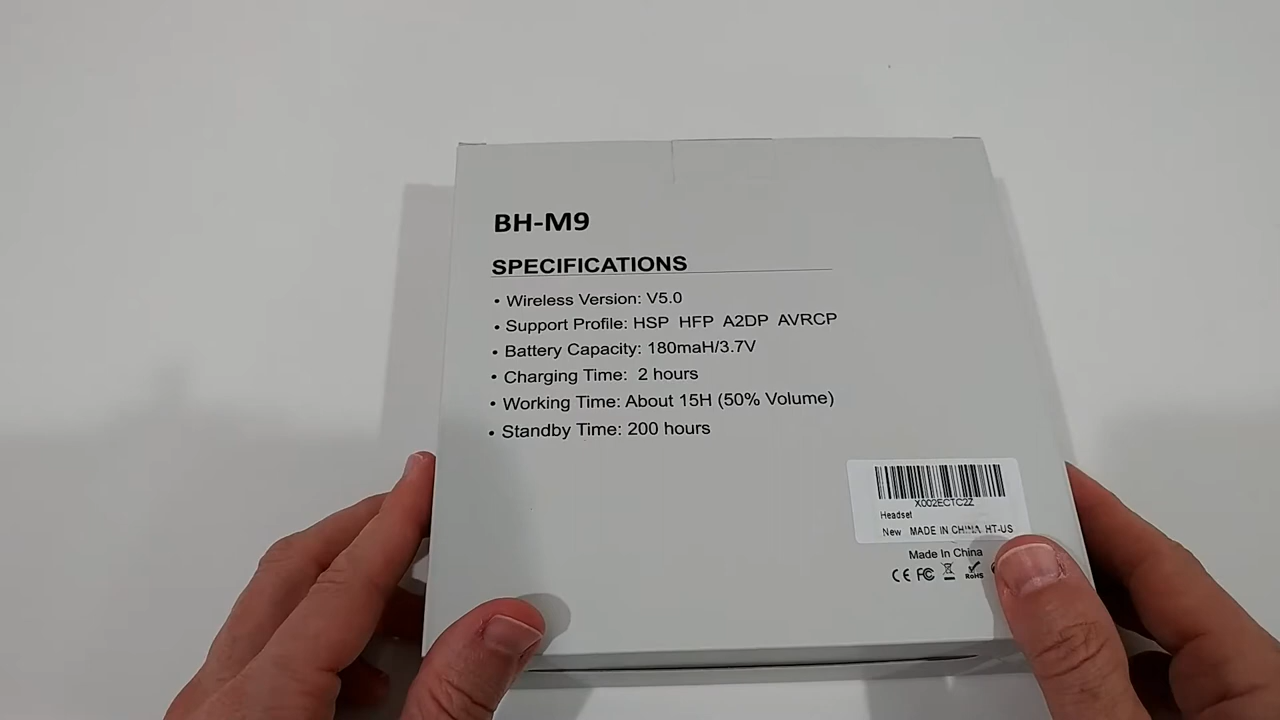 BH-M9
SPECIFICATIONS
• Wireless Version: V5.0
• Support Profile: HSP HFP A2DP AVRCP
• Battery Capacity: 180maH/3.7V
• Charging Time: 2 hours
• Working Time: About 15H (50% Volume)
• Standby Time: 200 hours
X002ECTC2Z
Headset
New MADE IN CHINA HT-US
Made In China
CE FC RoHS